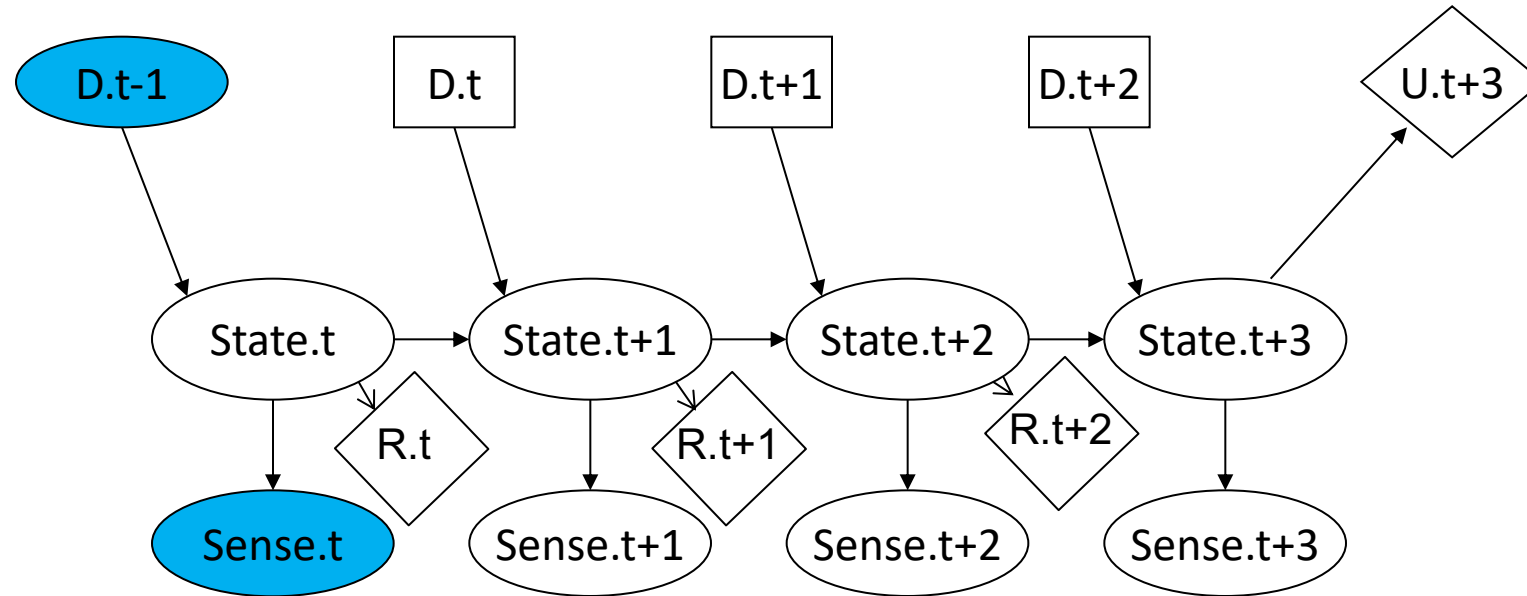 D.t-1
D.t
D.t+1
D.t+2
U.t+3
State.t
State.t+1
State.t+2
State.t+3
R.t
R.t+1
R.t+2
Sense.t
Sense.t+1
Sense.t+2
Sense.t+3